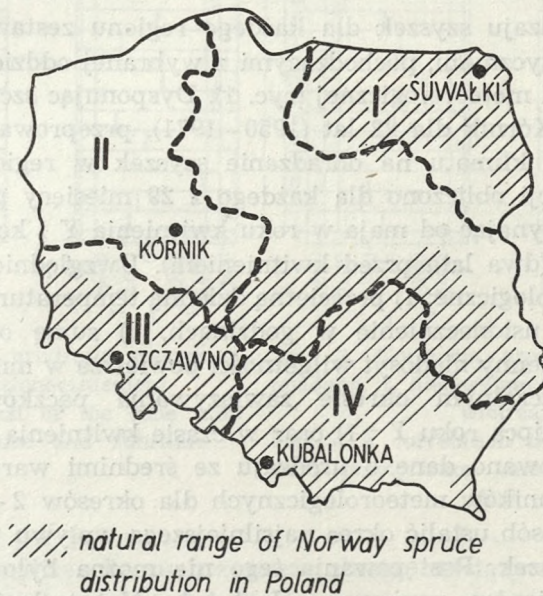 I
SUWAŁKI
II
KÓRNIK
III
SZCZAWNO
IV
KUBALONKA
natural range of Norway spruce
distribution in Poland